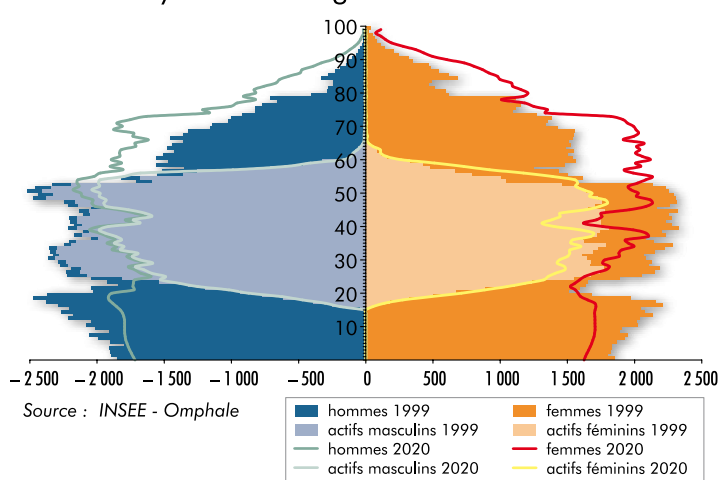 100
90
80
70
60
50
40
30
20
10
–2 500 –2 000 –1 500 –1 000 –500 0 500 1 000 1 500 2 000 2 500
Source : INSEE - Omphale
hommes 1999 femmes 1999
actifs masculins 1999 actifs féminins 1999
hommes 2020 femmes 2020
actifs masculins 2020 actifs féminins 2020